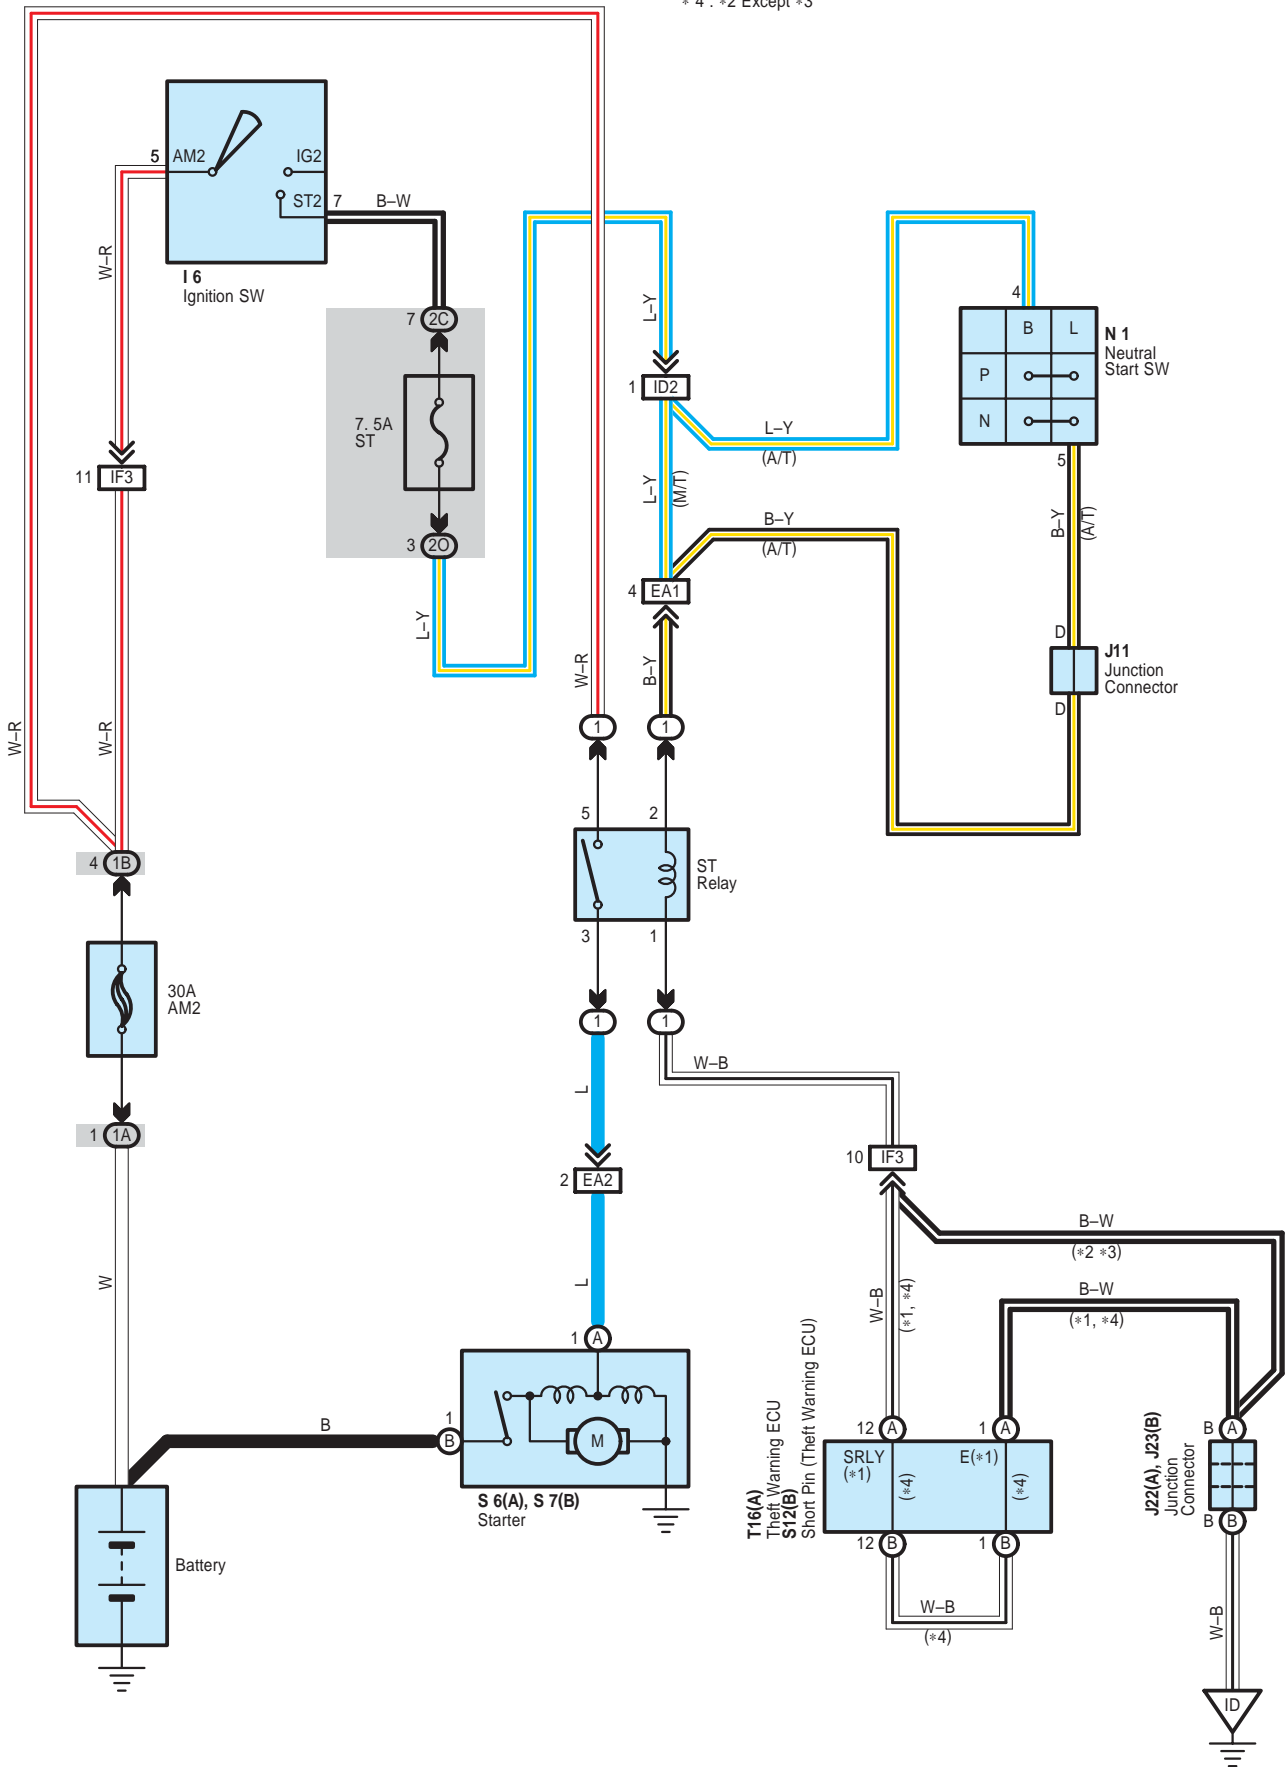 * 4 : *2 Except *3
5
AM2
IG2
ST2
7
B–W
W–R
I 6
Ignition SW
7
2C
7. 5A
ST
3
2O
L–Y
L–Y
1
ID2
L–Y
(A/T)
L–Y
(M/T)
B–Y
(A/T)
4
EA1
4
B
L
P
N
N 1
Neutral
Start SW
5
B–Y
(A/T)
D
J11
Junction
Connector
D
11
IF3
W–R
W–R
W–R
B–Y
1
1
5
2
ST
Relay
3
1
1
1
4
1B
30A
AM2
1
1A
W
L
W–B
2
EA2
L
10
IF3
B–W
(*2 *3)
W–B
(*1, *4)
B–W
(*1, *4)
1
A
1
B
B
M
S 6(A), S 7(B)
Starter
Battery
T16(A)
Theft Warning ECU
S12(B)
Short Pin (Theft Warning ECU)
12
A
1
A
SRLY
(*1)
E(*1)
(*4)
(*4)
12
B
1
B
W–B
(*4)
J22(A), J23(B)
Junction
Connector
B
A
B
B
W–B
ID